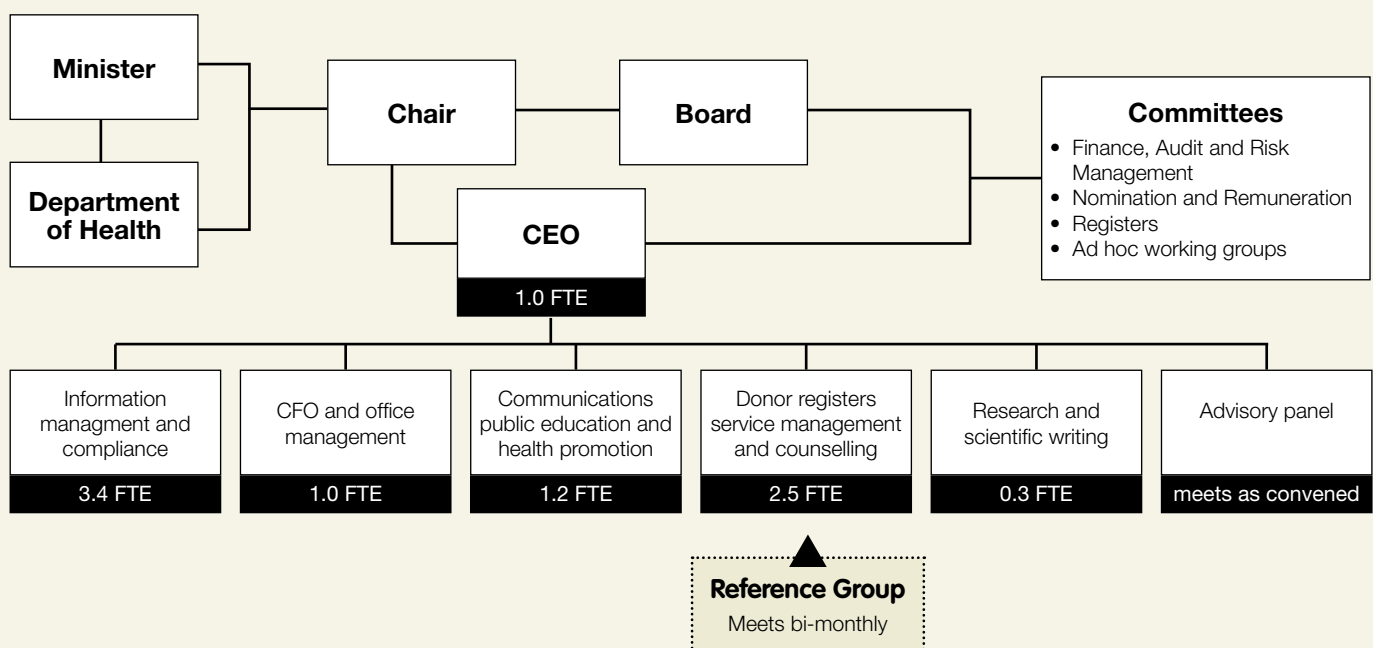 Minister
Department
of Health
Chair
Board
CEO
1.0 FTE
Committees
• Finance, Audit and Risk
Management
• Nomination and Remuneration
• Registers
• Ad hoc working groups
Information
managment and
compliance
3.4 FTE
CFO and office
management
1.0 FTE
Communications
public education and
health promotion
1.2 FTE
Donor registers
service management
and counselling
2.5 FTE
Research and
scientific writing
0.3 FTE
Advisory panel
meets as convened
Reference Group
Meets bi-monthly